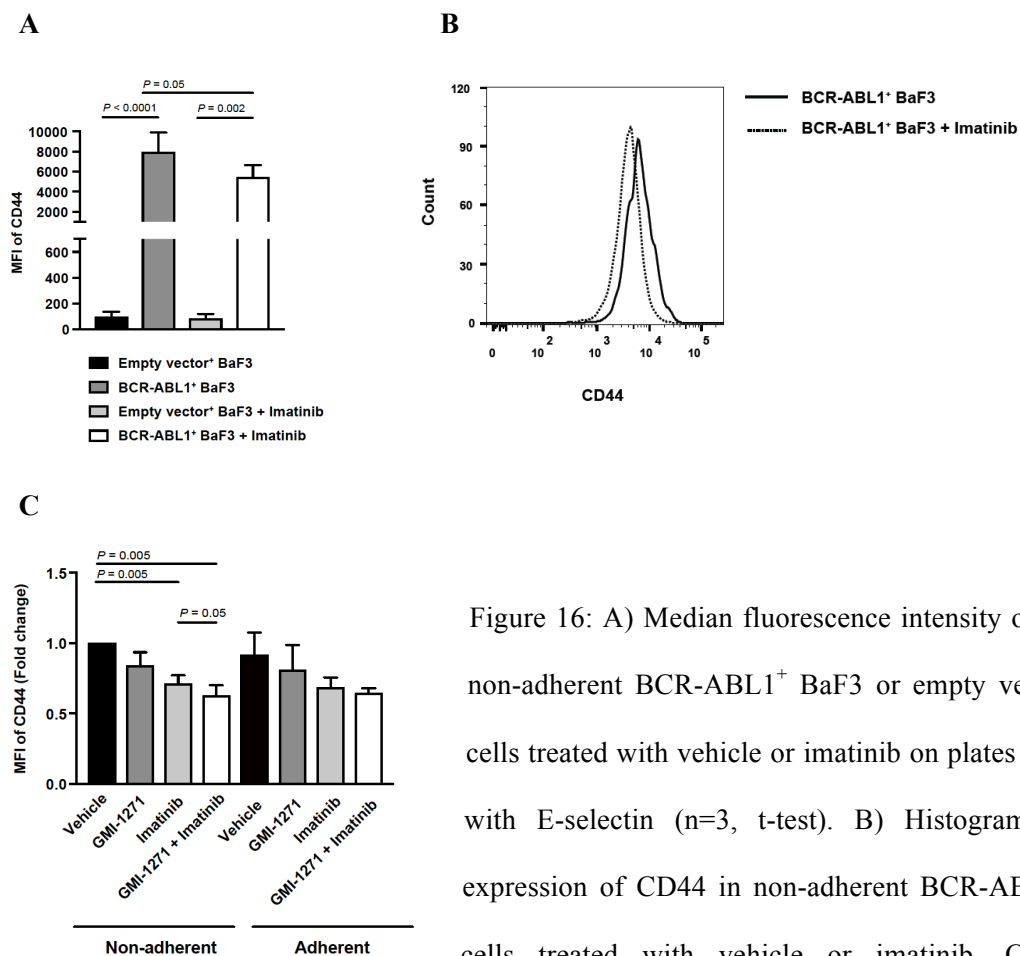 A
B
P = 0.05
P < 0.0001
P = 0.002
10000
8000
6000
4000
2000
600
400
200
0
MFI of CD44
Empty vector⁺ BaF3
BCR-ABL1⁺ BaF3
Empty vector⁺ BaF3 + Imatinib
BCR-ABL1⁺ BaF3 + Imatinib
120
90
60
30
0
Count
0 10² 10³ 10⁴ 10⁵
CD44
BCR-ABL1⁺ BaF3
BCR-ABL1⁺ BaF3 + Imatinib
C
P = 0.005
P = 0.005
P = 0.05
1.5
1.0
0.5
0.0
MFI of CD44 (Fold change)
Vehicle
GMI-1271
Imatinib
GMI-1271 + Imatinib
Vehicle
GMI-1271
Imatinib
GMI-1271 + Imatinib
Non-adherent
Adherent
Figure 16: A) Median fluorescence intensity o
non-adherent BCR-ABL1⁺ BaF3 or empty ve
cells treated with vehicle or imatinib on plates
with E-selectin (n=3, t-test). B) Histogram
expression of CD44 in non-adherent BCR-AB
cells treated with vehicle or imatinib.